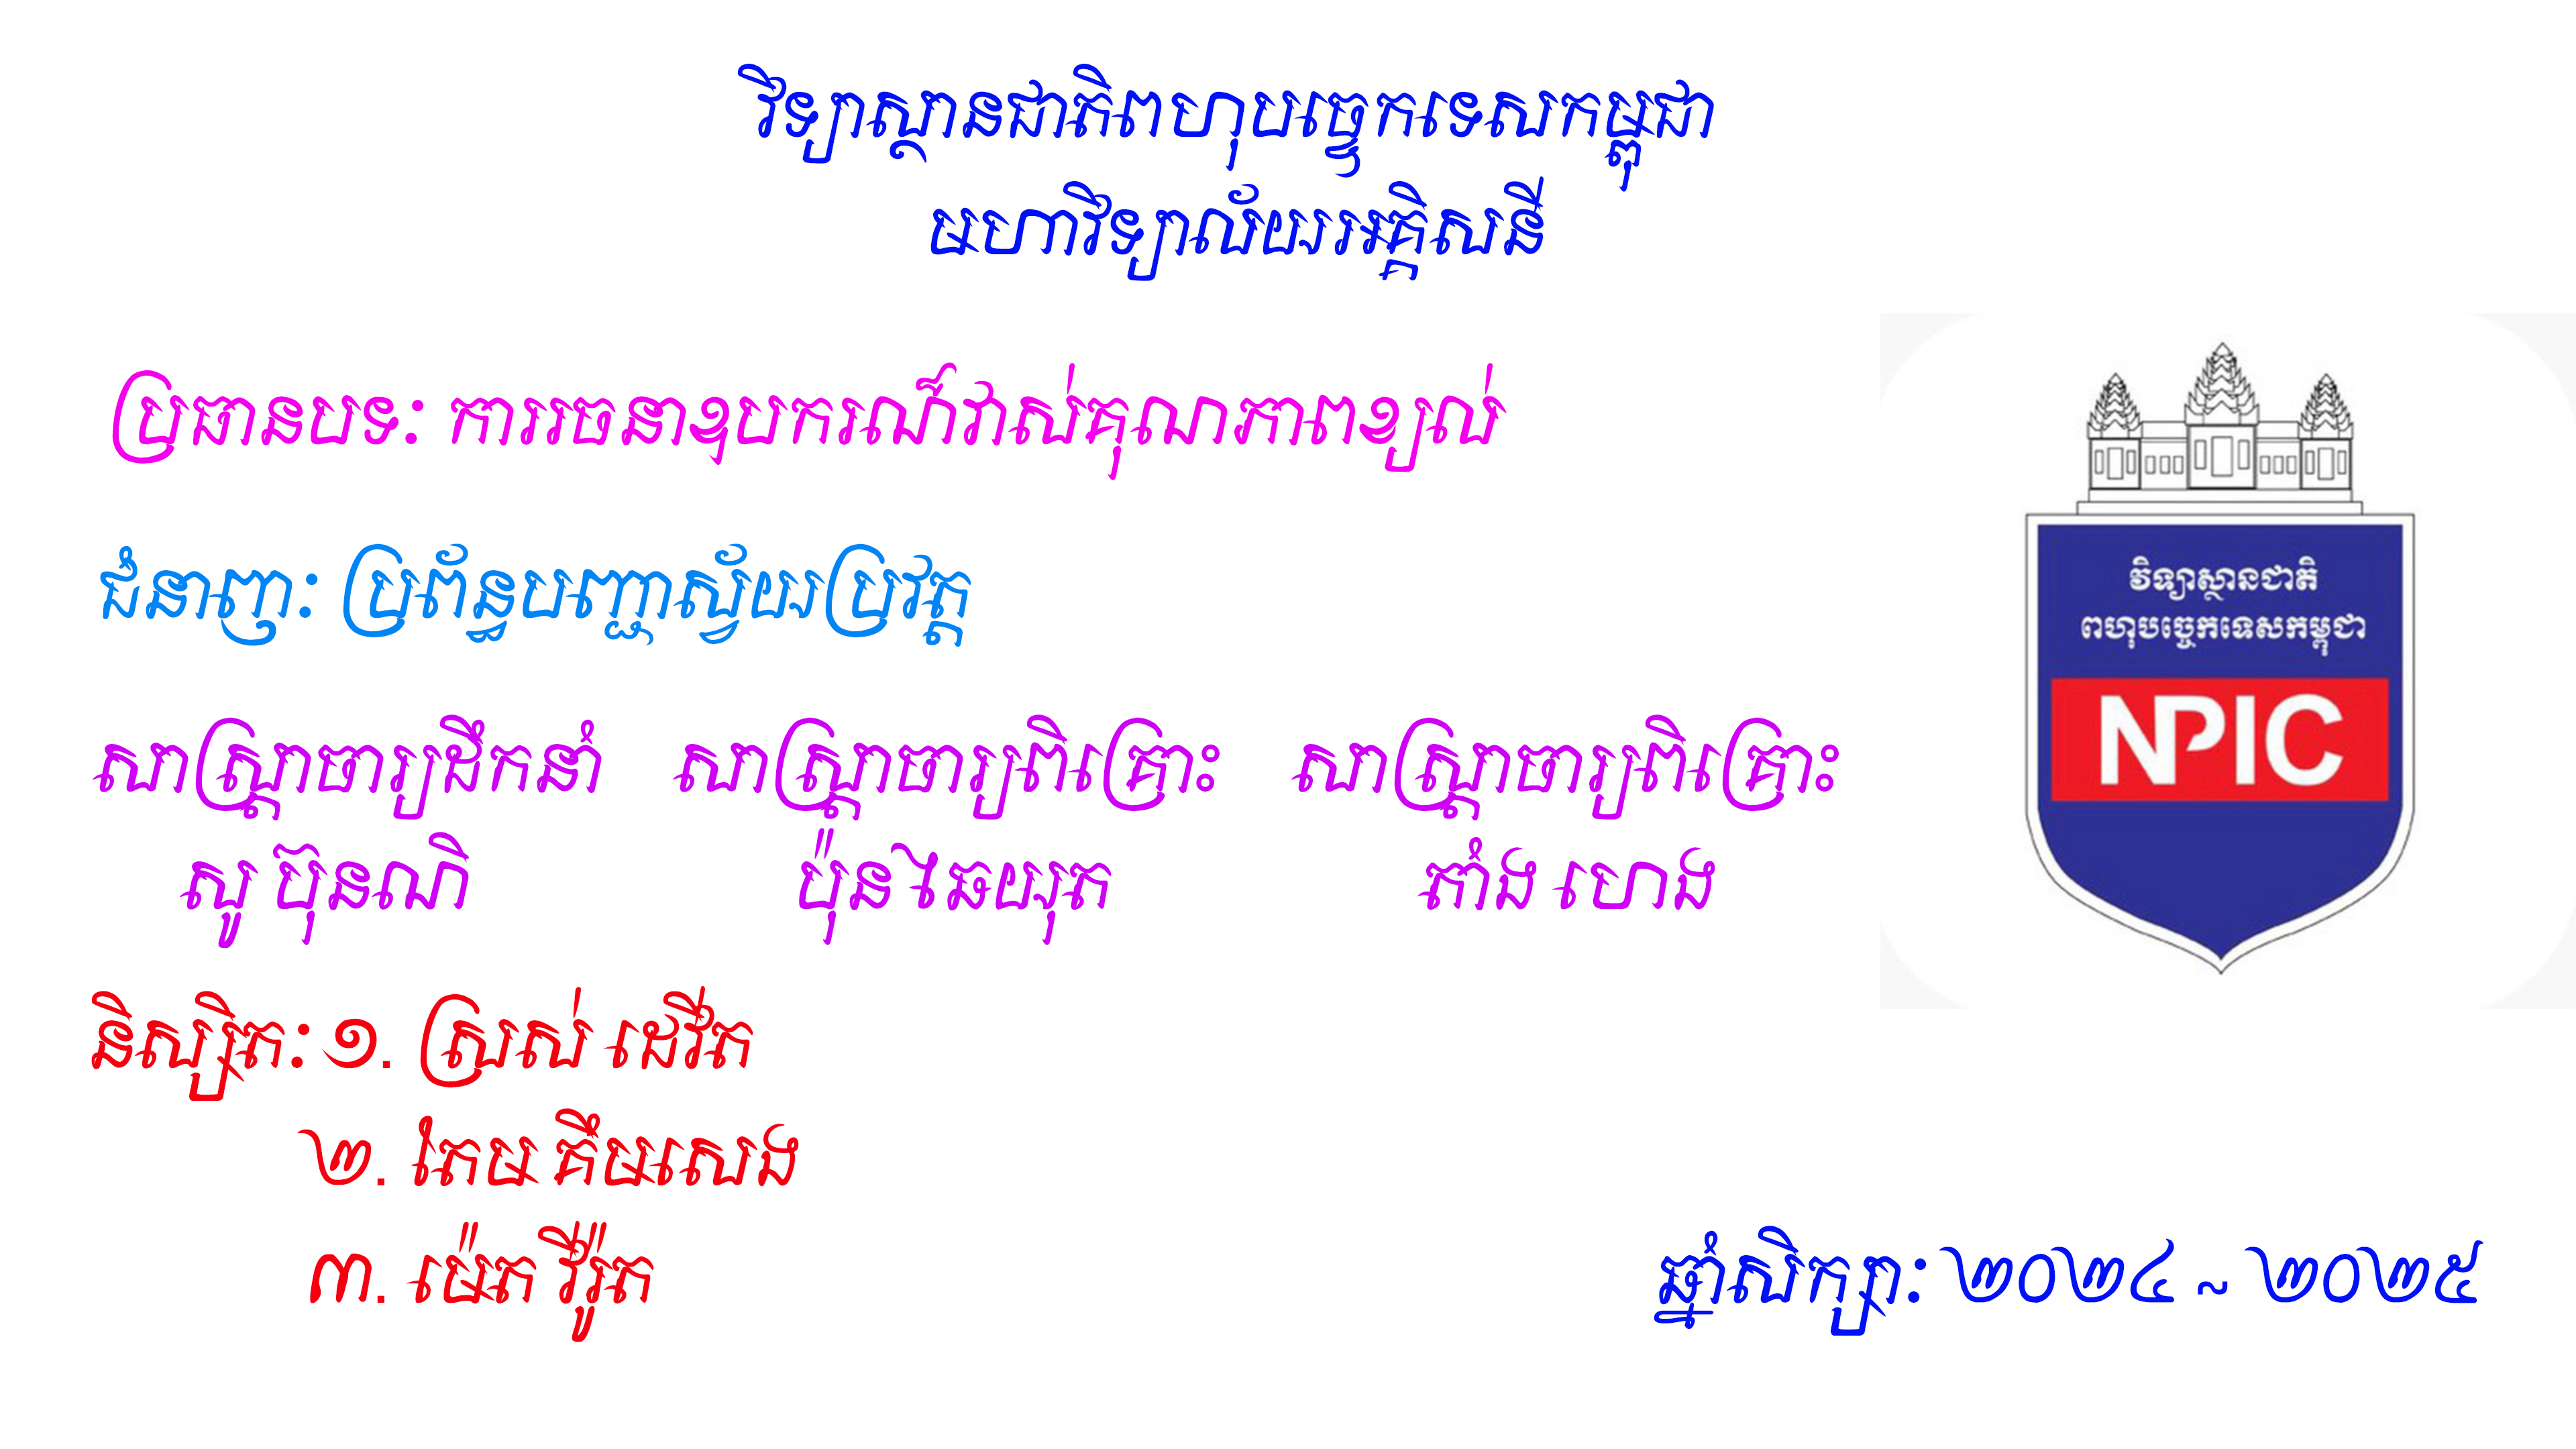 វិទ្យាស្ថានជាតិពហុបច្ចេកទេសកម្ពុជា
មហាវិទ្យាល័យអគ្គិសនី
ប្រធានបទៈ ការរចនាឧបករណ៍វាស់គុណភាពខ្យល់
ជំនាញៈ ប្រព័ន្ធបញ្ជាស្វ័យប្រវត្ត
សាស្ត្រាចារ្យដឹកនាំ សាស្ត្រាចារ្យពិគ្រោះ សាស្ត្រាចារ្យពិគ្រោះ
សូ ប៊ុនណិ ប៉ុន ឆៃយុត តាំង ហេង
និស្សិតៈ ១. ស្រស់ ដេវីត
២. កែម គឹមសេង
៣. ម៉េត វីរ៉ូត
ឆ្នាំសិក្សាៈ ២០២៤ ~ ២០២៥
វិទ្យាស្ថានជាតិ
ពហុបច្ចេកទេសកម្ពុជា
NPIC